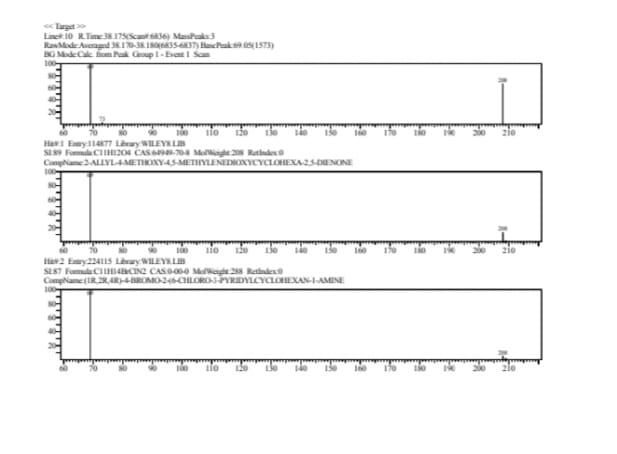 << Target >>
Line#:10 R.Time:38.175(Scan#:6836) MassPeaks:3
RawMode:Averaged 38.170-38.180(6835-6837) BasePeak:69.05(1573)
BG Mode:Calc. from Peak Group 1 - Event 1 Scan
100
80
60
40
20
73
208
60 70 80 90 100 110 120 130 140 150 160 170 180 190 200 210
Hit#:1 Entry:114877 Library:WILEY8.LIB
SI:89 Formula:C11H12O4 CAS:64949-70-8 MolWeight:208 RetIndex:0
CompName:2-ALLYL-4-METHOXY-4,5-METHYLENEDIOXYCYCLOHEXA-2,5-DIENONE
100
80
60
40
20
208
60 70 80 90 100 110 120 130 140 150 160 170 180 190 200 210
Hit#:2 Entry:224115 Library:WILEY8.LIB
SI:87 Formula:C11H14BrClN2 CAS:0-00-0 MolWeight:288 RetIndex:0
CompName:(1R,2R,4R)-4-BROMO-2-(6-CHLORO-3-PYRIDYLCYCLOHEXAN-1-AMINE
100
80
60
40
20
208
60 70 80 90 100 110 120 130 140 150 160 170 180 190 200 210